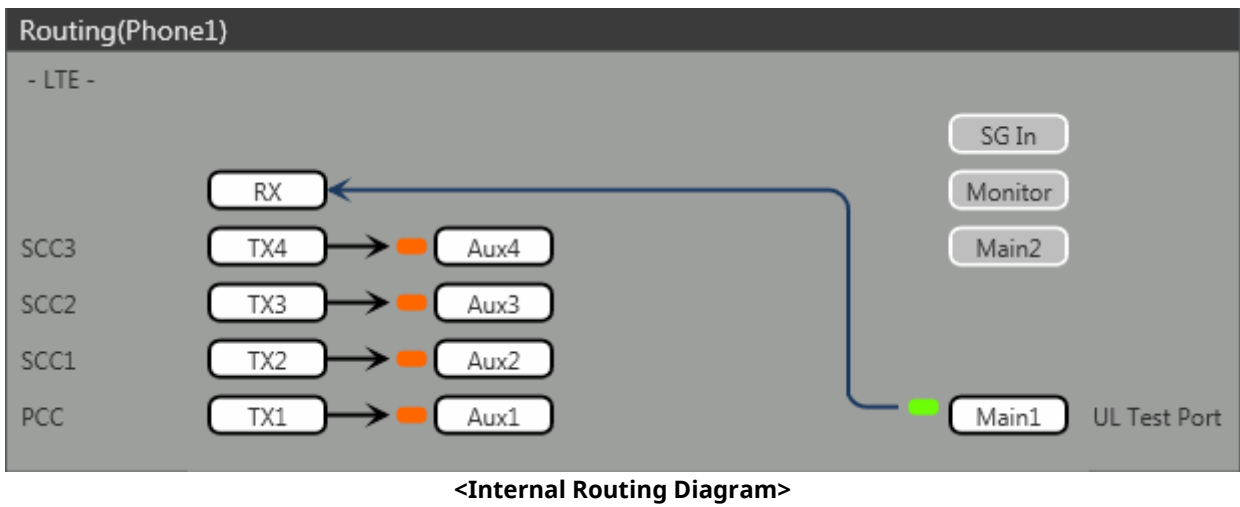 Routing(Phone1)
- LTE -
SG In
RX Monitor
SCC3 TX4 Aux4 Main2
SCC2 TX3 Aux3
SCC1 TX2 Aux2
PCC TX1 Aux1 Main1 UL Test Port
<Internal Routing Diagram>